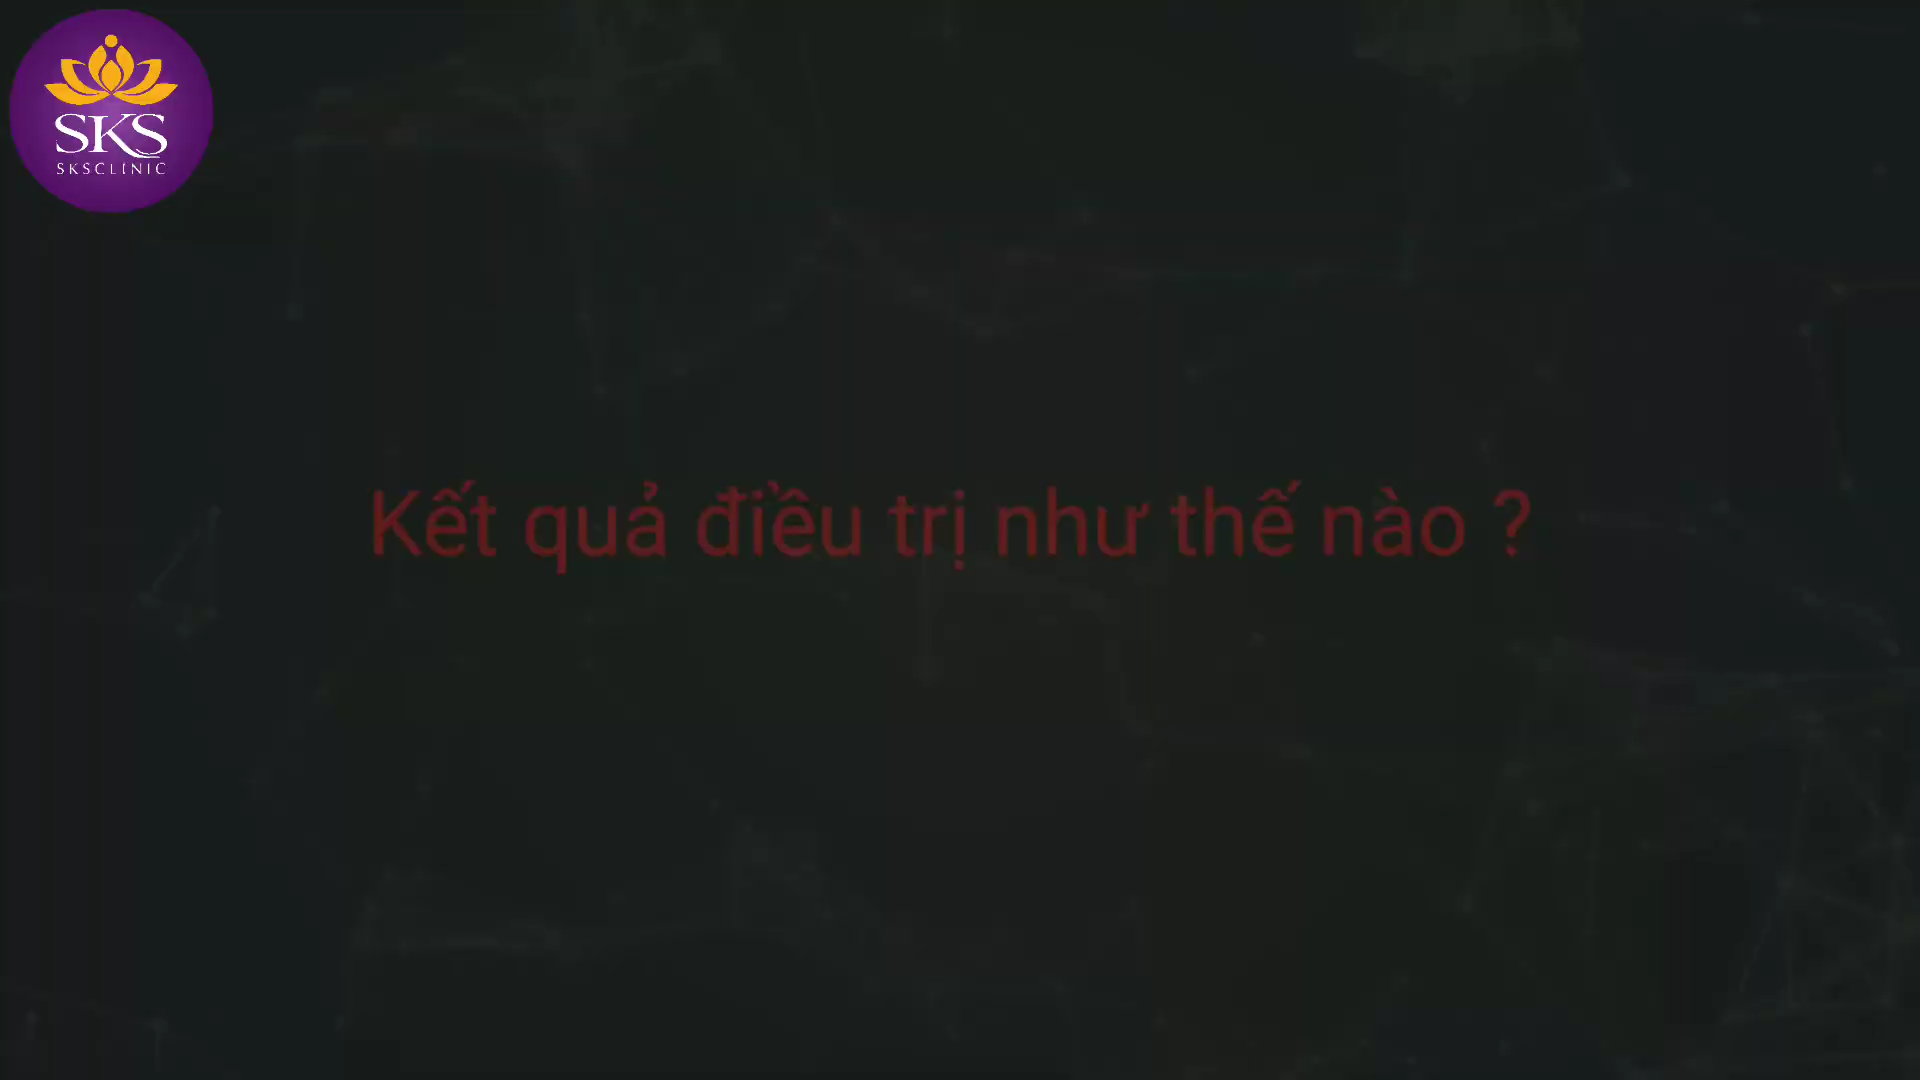 SKS
SKSCLINIC
Kết quả điều trị như thế nào ?